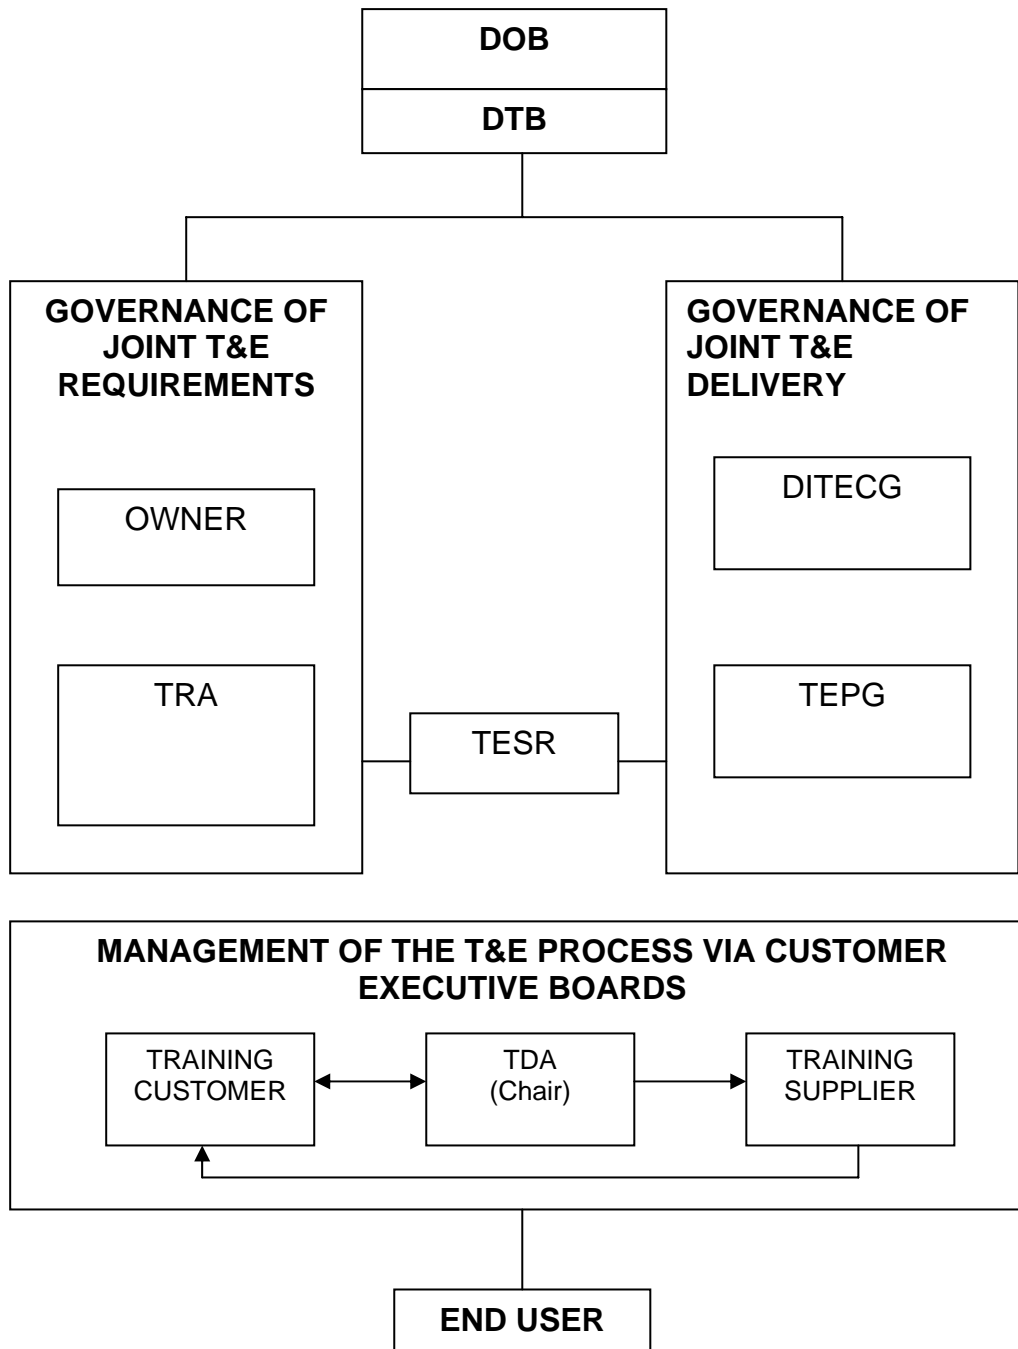 DOB
DTB
GOVERNANCE OF
JOINT T&E
REQUIREMENTS
OWNER
TRA
GOVERNANCE OF
JOINT T&E
DELIVERY
DITECG
TEPG
TESR
MANAGEMENT OF THE T&E PROCESS VIA CUSTOMER
EXECUTIVE BOARDS
TRAINING
CUSTOMER
TDA
(Chair)
TRAINING
SUPPLIER
END USER